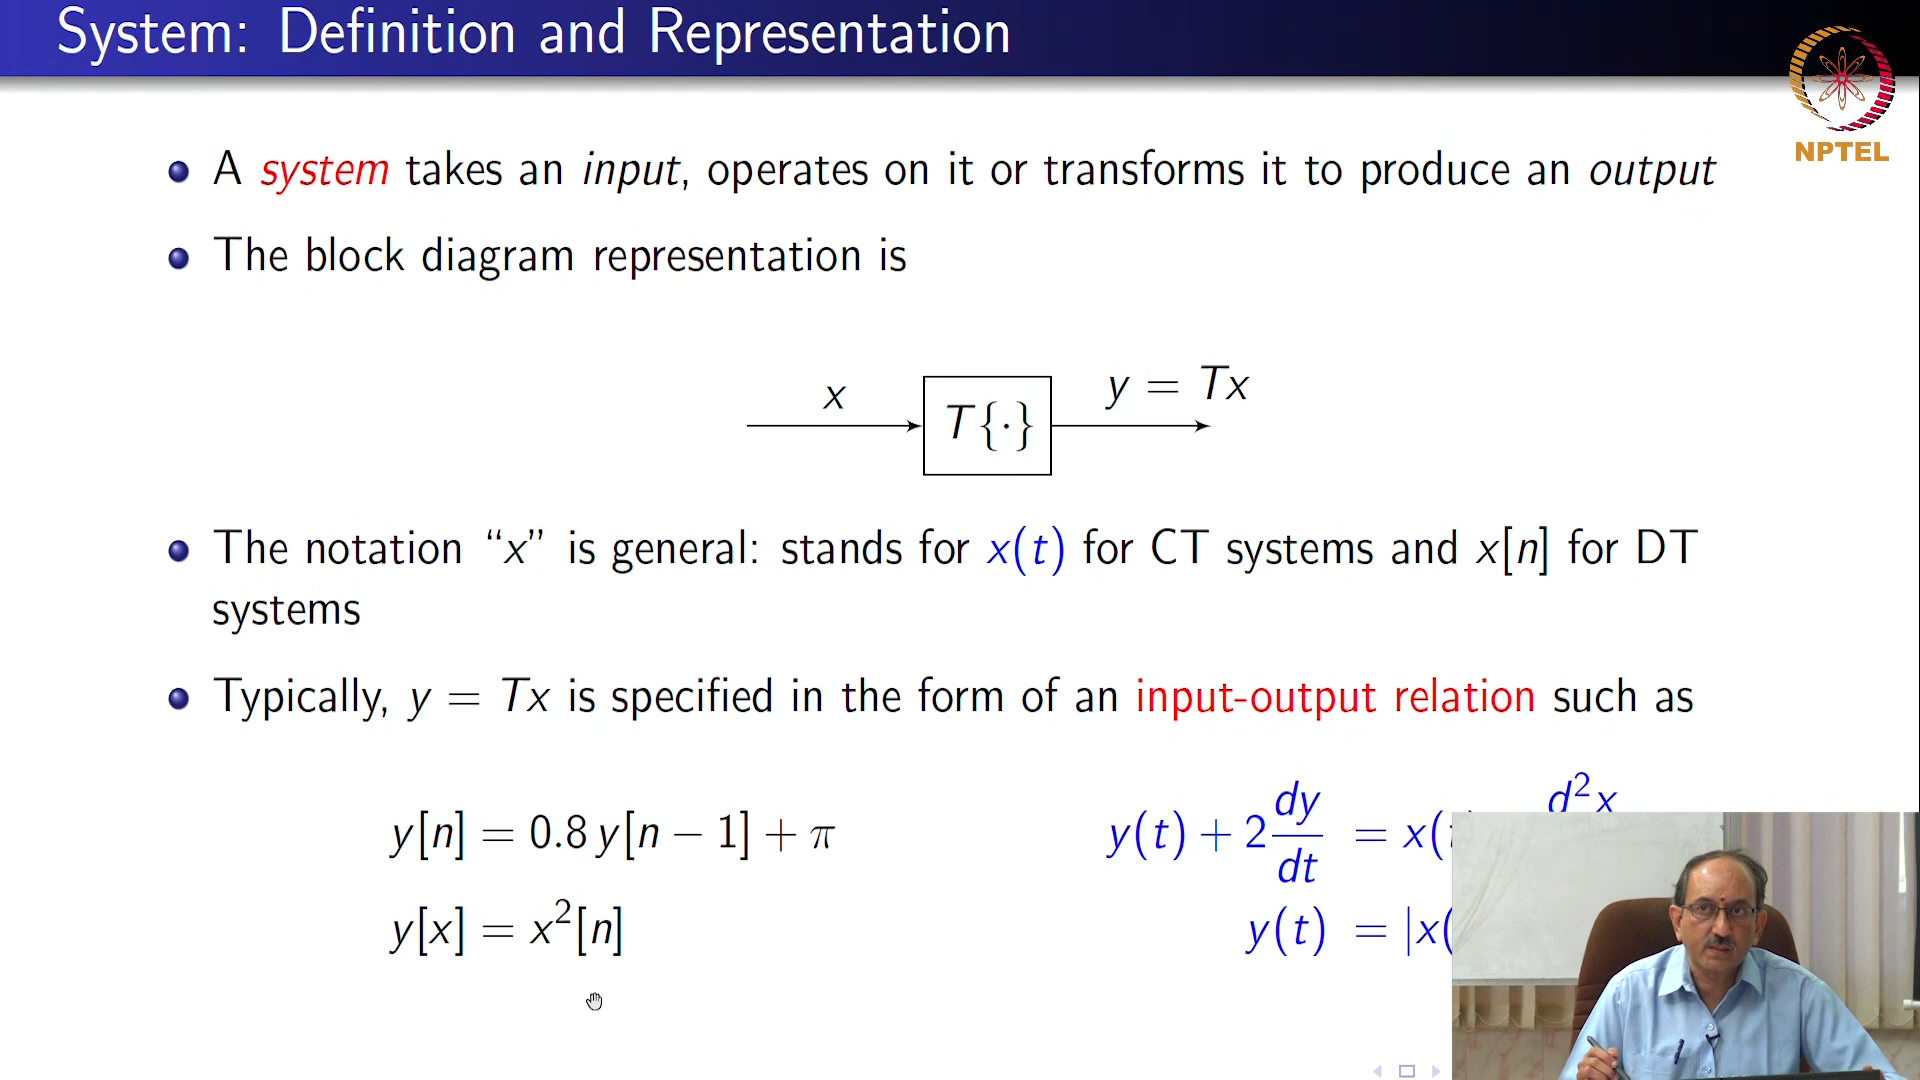 System: Definition and Representation
NPTEL
A system takes an input, operates on it or transforms it to produce an output
The block diagram representation is
x
T{·}
y = Tx
The notation “x” is general: stands for x(t) for CT systems and x[n] for DT
systems
Typically, y = Tx is specified in the form of an input-output relation such as
y[n] = 0.8 y[n − 1] + π
y(t) + 2 dy/dt = x( d²x
y[x] = x²[n]
y(t) = |x(